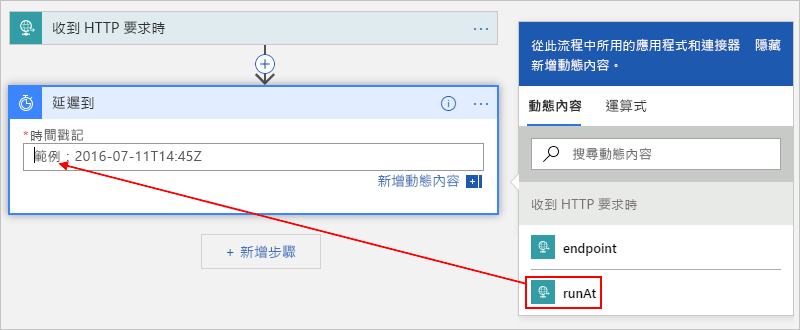 收到 HTTP 要求時
延遲到
*時間戳記
範例：2016-07-11T14:45Z
新增動態內容
+ 新增步驟
從此流程中所用的應用程式和連接器 隱藏
新增動態內容。
動態內容 運算式
搜尋動態內容
收到 HTTP 要求時
endpoint
runAt